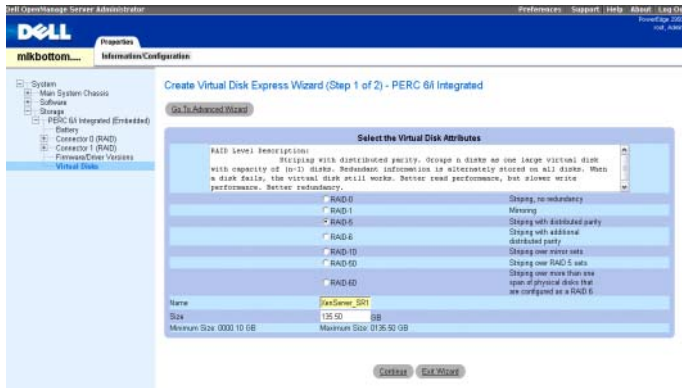 Dell OpenManage Server Administrator
Preferences Support Help About Log
DELL
Properties
mlkbottom....
Information/Configuration
System
Main System Chassis
Software
Storage
PERC 6/i Integrated (Embedded)
Battery
Connector 0 (RAID)
Connector 1 (RAID)
Firmware/Driver Versions
Virtual Disks
Create Virtual Disk Express Wizard (Step 1 of 2) - PERC 6/i Integrated
Go To Advanced Wizard
Select the Virtual Disk Attributes
RAID Level Description:
Striping with distributed parity. Groups n disks as one large virtual disk
with capacity of (n-1) disks. Redundant information is alternately stored on all disks. When
a disk fails, the virtual disk still works. Better read performance, but slower write
performance. Better redundancy.
RAID-0 Striping, no redundancy
RAID-1 Mirroring
RAID-5 Striping with distributed parity
RAID-6 Striping with additional
distributed parity
RAID-10 Striping over mirror sets
RAID-50 Striping over RAID 5 sets
RAID-60 Striping over more than one
span of physical disks that
are configured as a RAID 6
Name XenServer_SR1
Size 135.50 GB
Minimum Size: 0000.10 GB Maximum Size: 0135.50 GB
Continue Exit Wizard